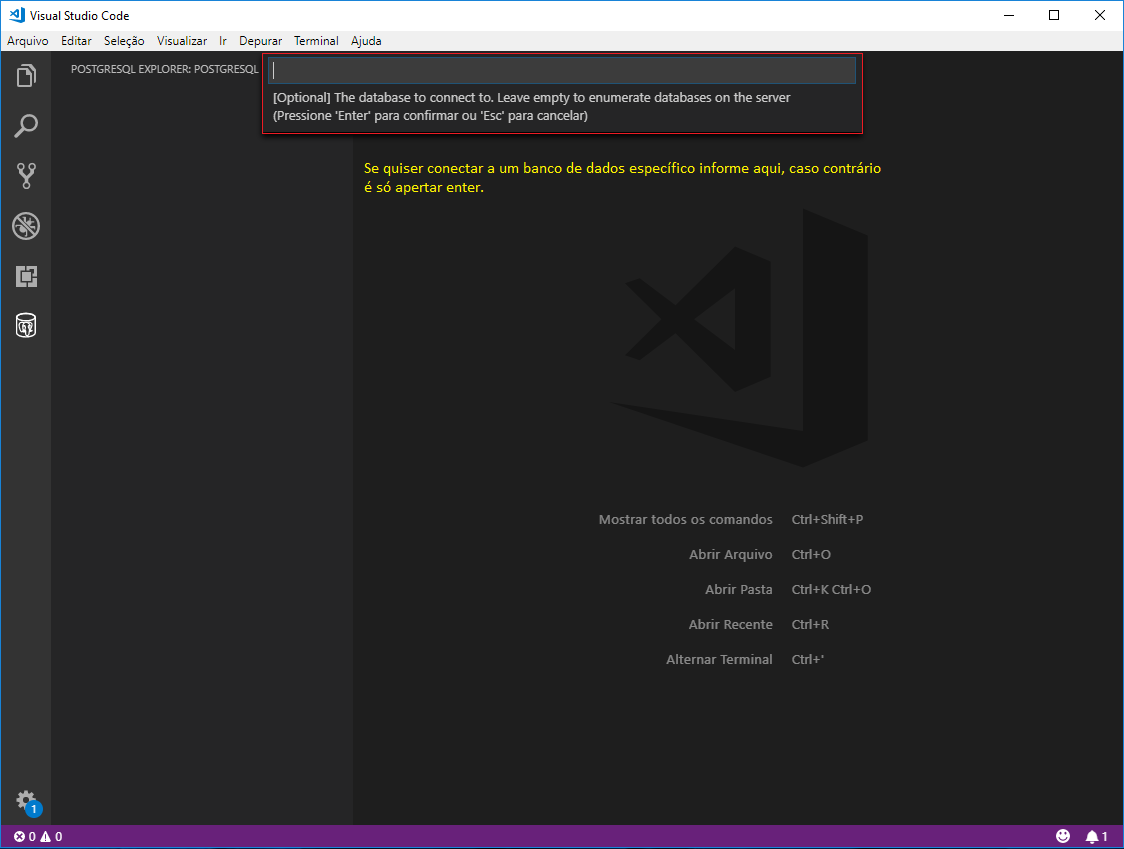 Visual Studio Code
Arquivo Editar Seleção Visualizar Ir Depurar Terminal Ajuda
POSTGRESQL EXPLORER: POSTGRESQL
[Optional] The database to connect to. Leave empty to enumerate databases on the server
(Pressione 'Enter' para confirmar ou 'Esc' para cancelar)
Se quiser conectar a um banco de dados específico informe aqui, caso contrário
é só apertar enter.
Mostrar todos os comandos Ctrl+Shift+P
Abrir Arquivo Ctrl+O
Abrir Pasta Ctrl+K Ctrl+O
Abrir Recente Ctrl+R
Alternar Terminal Ctrl+'
1
0 0 1